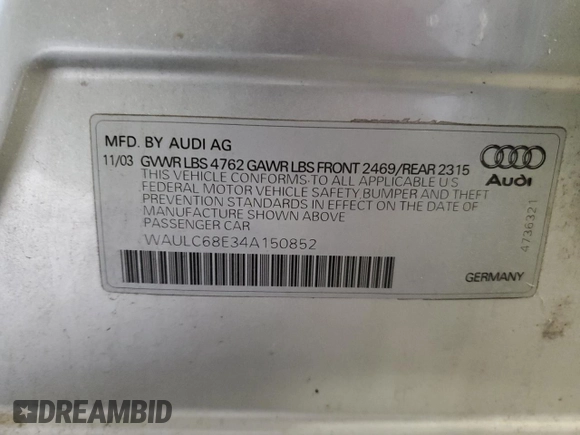 MFD. BY AUDI AG
11/03 GVWR LBS 4762 GAWR LBS FRONT 2469/REAR 2315
THIS VEHICLE CONFORMS TO ALL APPLICABLE U S
FEDERAL MOTOR VEHICLE SAFETY BUMPER AND THEFT
PREVENTION STANDARDS IN EFFECT ON THE DATE OF
MANUFACTURE SHOWN ABOVE
PASSENGER CAR
WAULC68E34A150852
Audi
4736321
GERMANY
DREAMBID